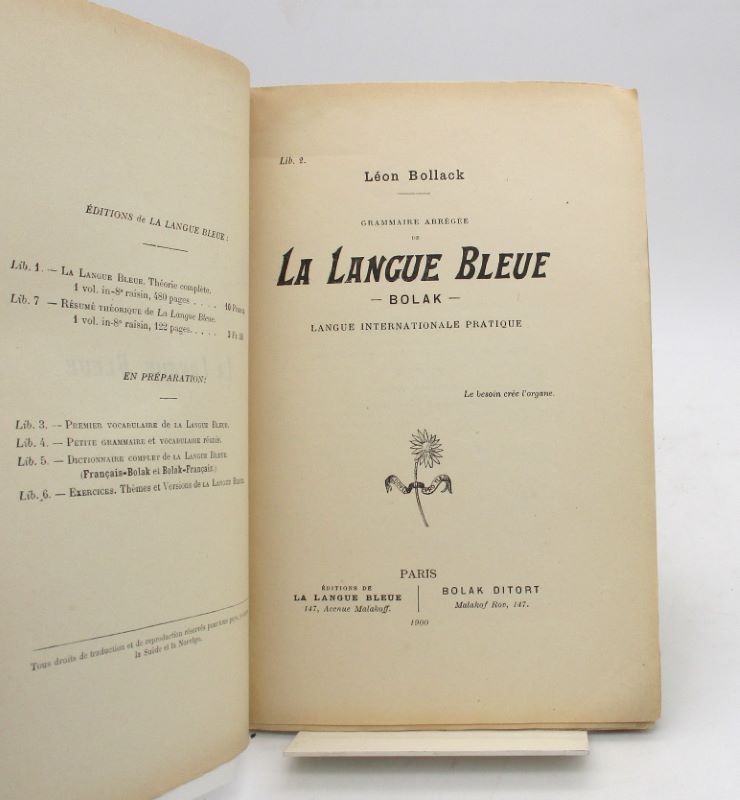 ÉDITIONS de LA LANGUE BLEUE :
Lib. 1. — LA LANGUE BLEUE. Théorie complète.
1 vol. in-8º raisin, 480 pages . . . . 10 Francs
Lib. 7 — RÉSUMÉ THÉORIQUE de La Langue Bleue.
1 vol. in-8º raisin, 122 pages. . . . .
EN PRÉPARATION:
Lib. 3. — PREMIER VOCABULAIRE de LA LANGUE BLEUE.
Lib. 4. — PETITE GRAMMAIRE et VOCABULAIRE réunis.
Lib. 5. — DICTIONNAIRE COMPLET de LA LANGUE BLEUE.
(Français-Bolak et Bolak-Français.)
Lib. 6. — EXERCICES. Thèmes et Versions de LA LANGUE BLEUE.
Tous droits de traduction et de reproduction réservés pour tous pays,
la Suède et la Norvège.
Lib. 2.
Léon Bollack
GRAMMAIRE ABRÉGÉE
DE
LA LANGUE BLEUE
— BOLAK —
LANGUE INTERNATIONALE PRATIQUE
Le besoin crée l'organe.
PARIS
ÉDITIONS DE
LA LANGUE BLEUE
147, Avenue Malakoff.
BOLAK DITORT
Malakof Rov, 147.
1900